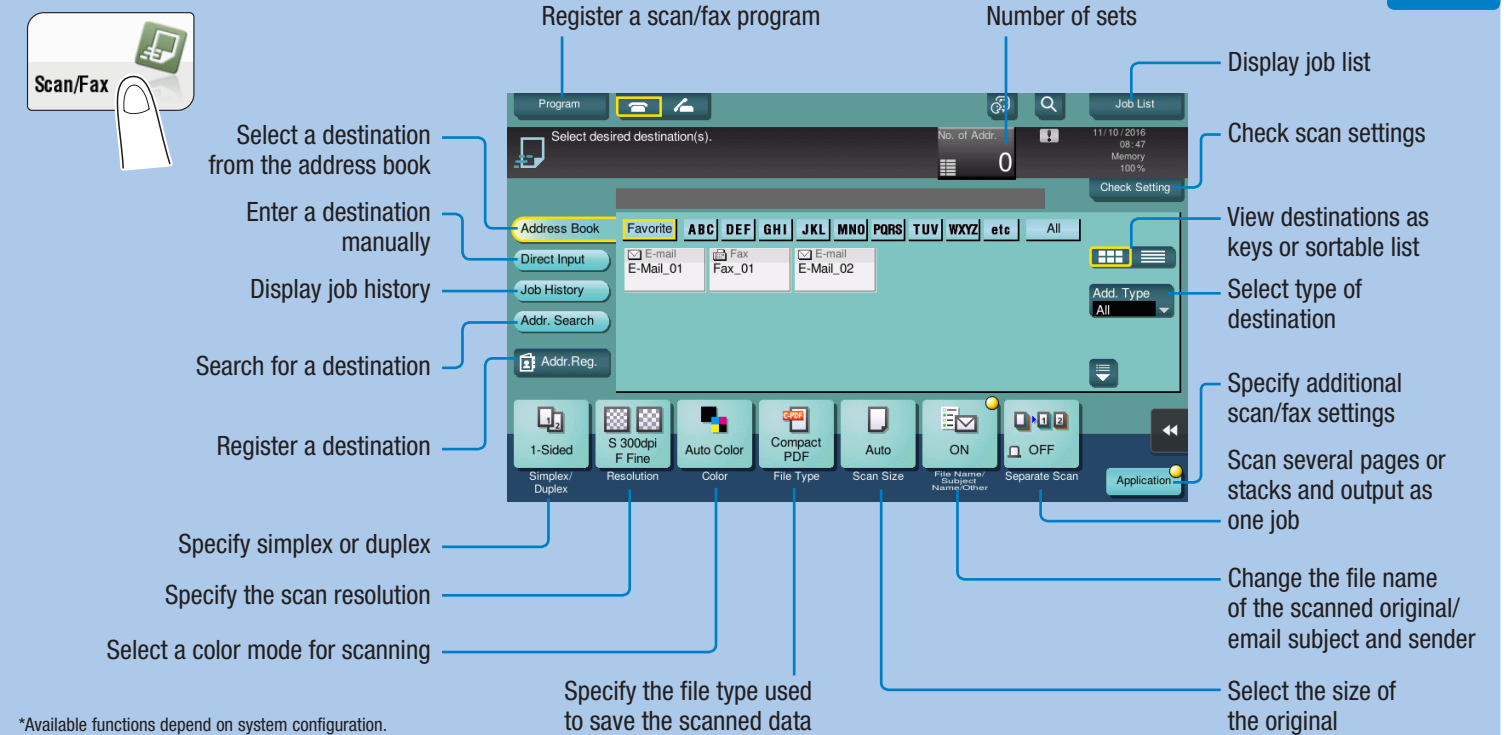 Register a scan/fax program
Number of sets
Scan/Fax
Display job list
Select a destination
from the address book
Check scan settings
Enter a destination
manually
View destinations as
keys or sortable list
Display job history
Select type of
destination
Search for a destination
Specify additional
scan/fax settings
Register a destination
Scan several pages or
stacks and output as
one job
Specify simplex or duplex
Specify the scan resolution
Change the file name
of the scanned original/
email subject and sender
Select a color mode for scanning
Specify the file type used
to save the scanned data
Select the size of
the original
*Available functions depend on system configuration.
Program
Job List
Select desired destination(s).
No. of Addr.
0
11/10/2016
08:47
Memory
100%
Check Setting
Address Book
Favorite ABC DEF GHI JKL MNO PQRS TUV WXYZ etc All
Direct Input
E-mail
E-Mail_01
Fax
Fax_01
E-mail
E-Mail_02
Job History
Add. Type
All
Addr. Search
Addr.Reg.
1-Sided
Simplex/
Duplex
S 300dpi
F Fine
Resolution
Auto Color
Color
C-PDF
Compact
PDF
File Type
Auto
Scan Size
ON
File Name/
Subject
Name/Other
1 2
OFF
Separate Scan
Application